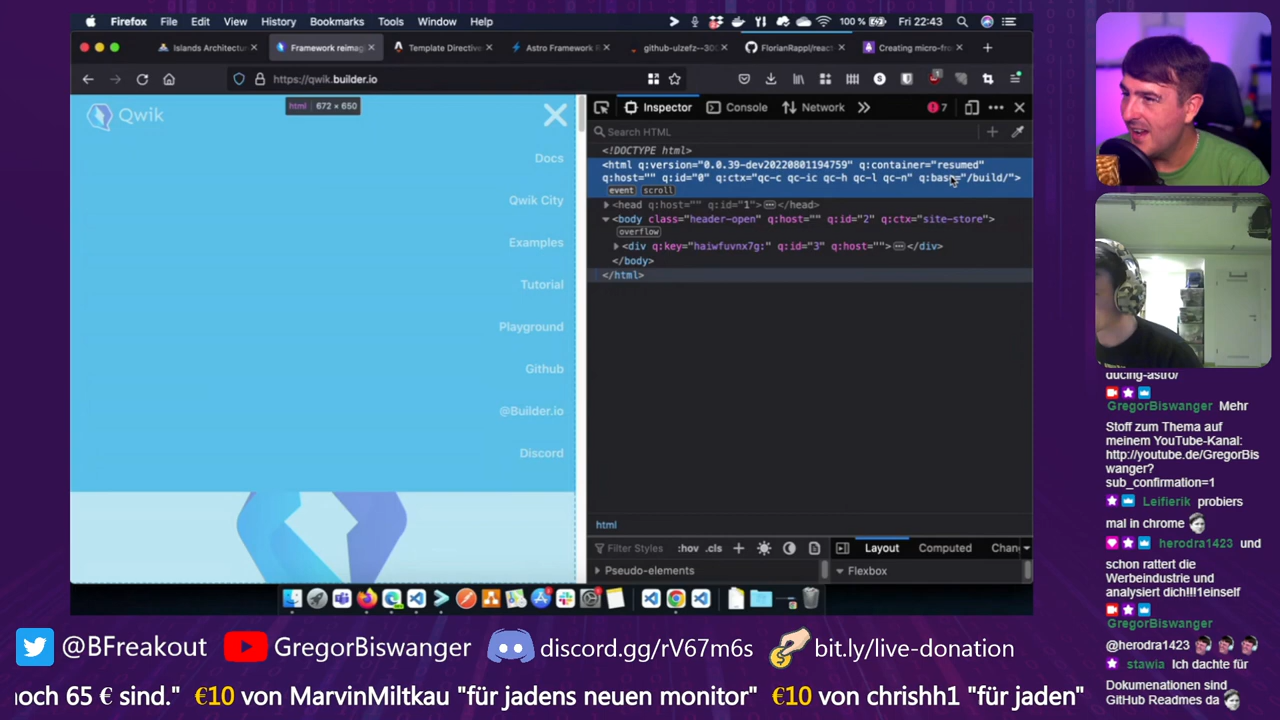 Firefox File Edit View History Bookmarks Tools Window Help
100 % Fri 22:43
Islands Architectu
Framework reimag
Template Directive
Astro Framework R
github-ulzefz--300
FlorianRappl/react
Creating micro-fro
https://qwik.builder.io
html | 672 × 650
Qwik
Docs
Qwik City
Examples
Tutorial
Playground
Github
@Builder.io
Discord
Inspector Console Network
7
Search HTML
<!DOCTYPE html>
<html q:version="0.0.39-dev20220801194759" q:container="resumed"
q:host="" q:id="0" q:ctx="qc-c qc-ic qc-h qc-l qc-n" q:base="/build/">
event scroll
<head q:host="" q:id="1"></head>
<body class="header-open" q:host="" q:id="2" q:ctx="site-store">
overflow
<div q:key="haiwfuvnx7g:" q:id="3" q:host=""></div>
</body>
</html>
html
Filter Styles :hov .cls
Layout Computed Chan
Pseudo-elements
Flexbox
ducing-astro/
GregorBiswanger Mehr
Stoff zum Thema auf
meinem YouTube-Kanal:
http://youtube.de/GregorBis
wanger?
sub_confirmation=1
Leifierik probiers
mal in chrome
herodra1423 und
schon rattert die
Werbeindustrie und
analysiert dich!!!1einself
GregorBiswanger
@herodra1423
stawia Ich dachte für
Dokumenationen sind
GitHub Readmes da
@BFreakout
GregorBiswanger
discord.gg/rV67m6s
bit.ly/live-donation
noch 65 € sind." €10 von MarvinMiltkau "für jadens neuen monitor" €10 von chrishh1 "für jaden"